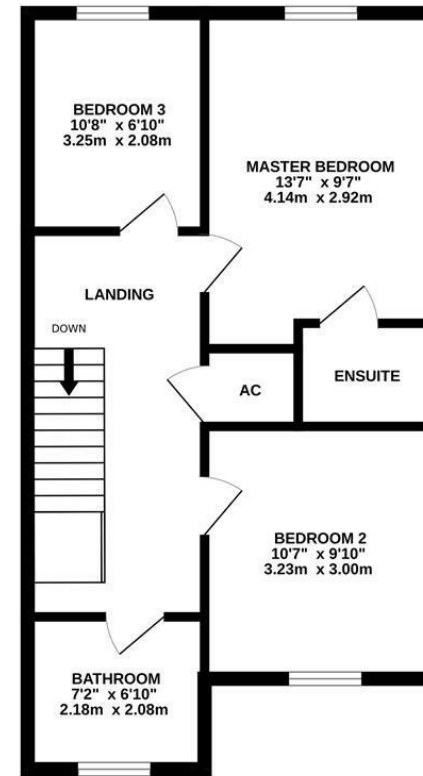 BEDROOM 3
10'8" x 6'10"
3.25m x 2.08m
MASTER BEDROOM
13'7" x 9'7"
4.14m x 2.92m
LANDING
DOWN
AC
ENSUITE
BEDROOM 2
10'7" x 9'10"
3.23m x 3.00m
BATHROOM
7'2" x 6'10"
2.18m x 2.08m